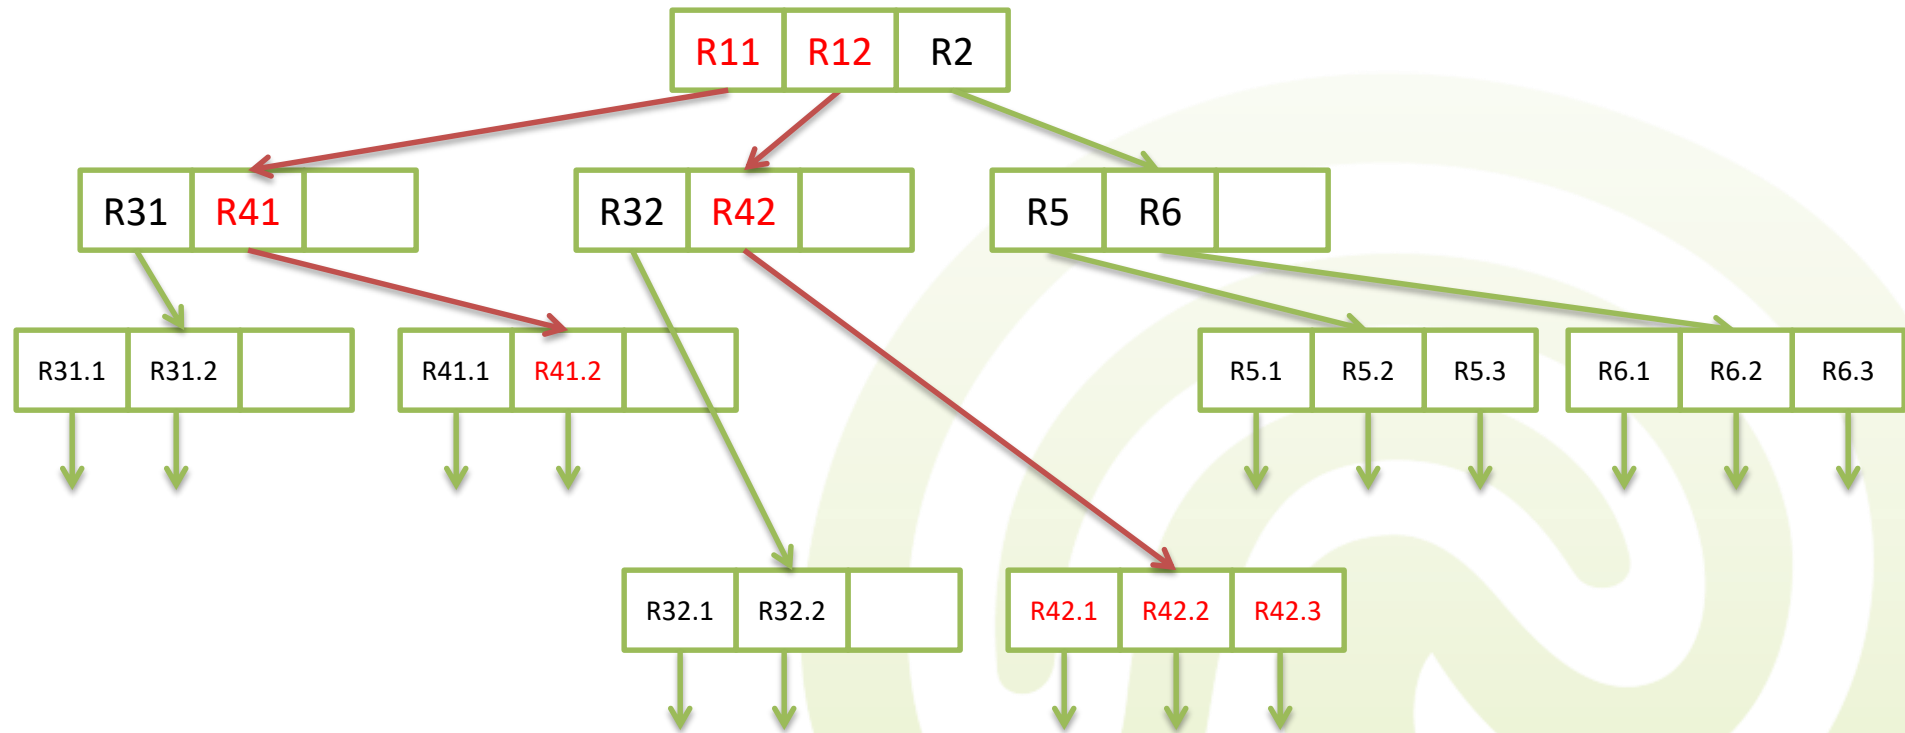 R11 R12 R2
R31 R41 R32 R42 R5 R6
R31.1 R31.2 R41.1 R41.2 R5.1 R5.2 R5.3 R6.1 R6.2 R6.3
R32.1 R32.2 R42.1 R42.2 R42.3